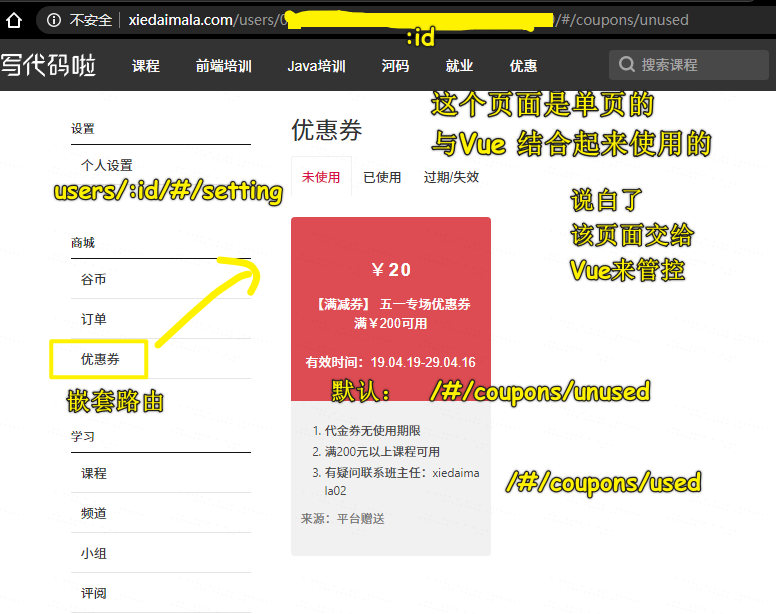 不安全 xiedaimala.com/users/0 /#/coupons/unused
:id
写代码啦 课程 前端培训 Java培训 河码 就业 优惠 搜索课程
这个页面是单页的
与Vue 结合起来使用的
说白了
该页面交给
Vue来管控
设置
个人设置
users/:id/#/setting
商城
谷币
订单
优惠券
嵌套路由
学习
课程
频道
小组
评阅
优惠券
未使用 已使用 过期/失效
￥20
【满减券】 五一专场优惠券
满￥200可用
有效时间：19.04.19-29.04.16
默认： /#/coupons/unused
1. 代金券无使用期限
2. 满200元以上课程可用
3. 有疑问联系班主任：xiedaima
la02
来源：平台赠送
/#/coupons/used